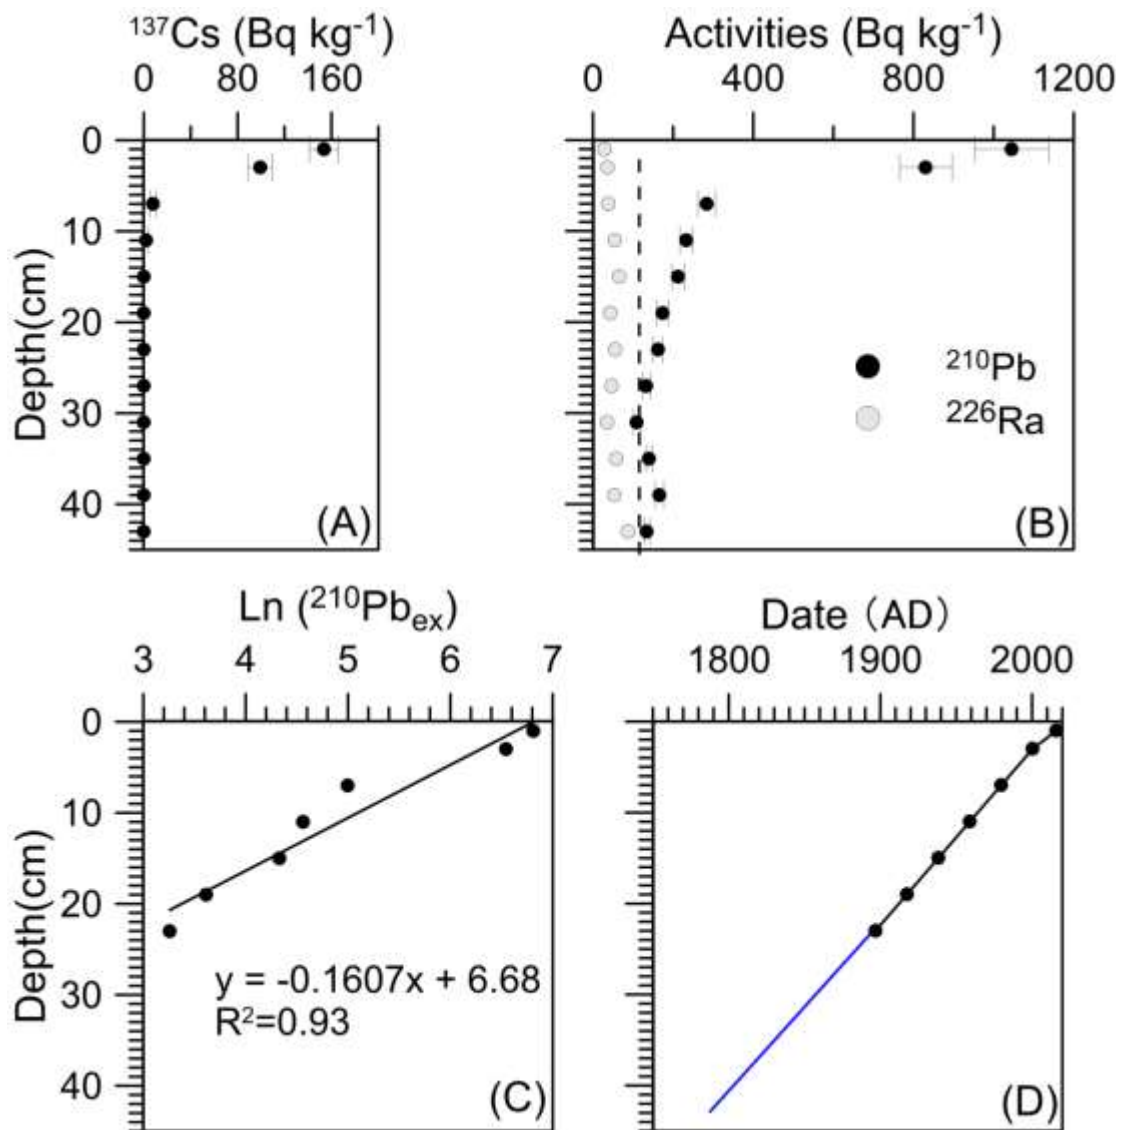 ¹³⁷Cs (Bq kg⁻¹)
0 80 160
0
10
20
30
40
Depth(cm)
(A)
Activities (Bq kg⁻¹)
0 400 800 1200
²¹⁰Pb
²²⁶Ra
(B)
Ln (²¹⁰Pbₑₓ)
3 4 5 6 7
0
10
20
30
40
Depth(cm)
y = -0.1607x + 6.68
R²=0.93
(C)
Date（AD）
1800 1900 2000
(D)